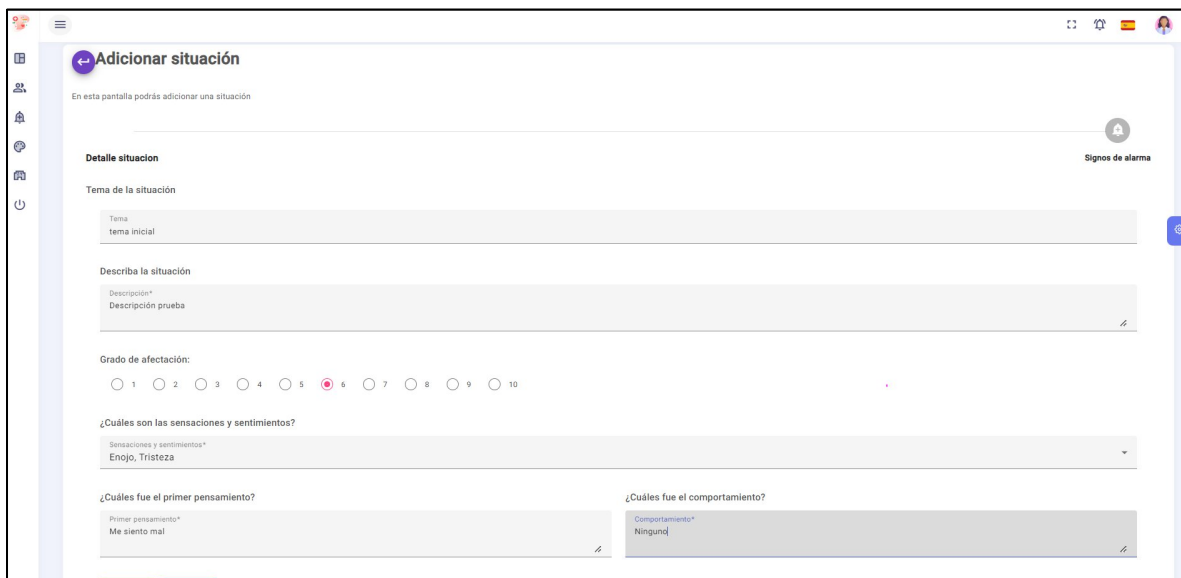 Adicionar situación
En esta pantalla podrás adicionar una situación
Detalle situacion
Signos de alarma
Tema de la situación
Tema
tema inicial
Describa la situación
Descripción*
Descripción prueba
Grado de afectación:
1 2 3 4 5 6 7 8 9 10
¿Cuáles son las sensaciones y sentimientos?
Sensaciones y sentimientos*
Enojo, Tristeza
¿Cuáles fue el primer pensamiento?
¿Cuáles fue el comportamiento?
Primer pensamiento*
Comportamiento*
Me siento mal
Ninguno